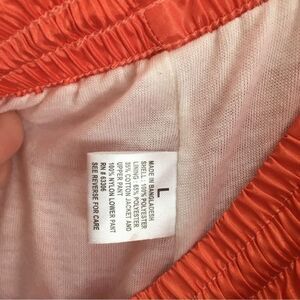 L
MADE IN BANGLADESH
SHELL : 100% POLYESTER
LINING : 65% POLYESTER
35% COTTON JACKET AND
UPPER PANT
100% NYLON LOWER PANT
RN # 63306
SEE REVERSE FOR CARE